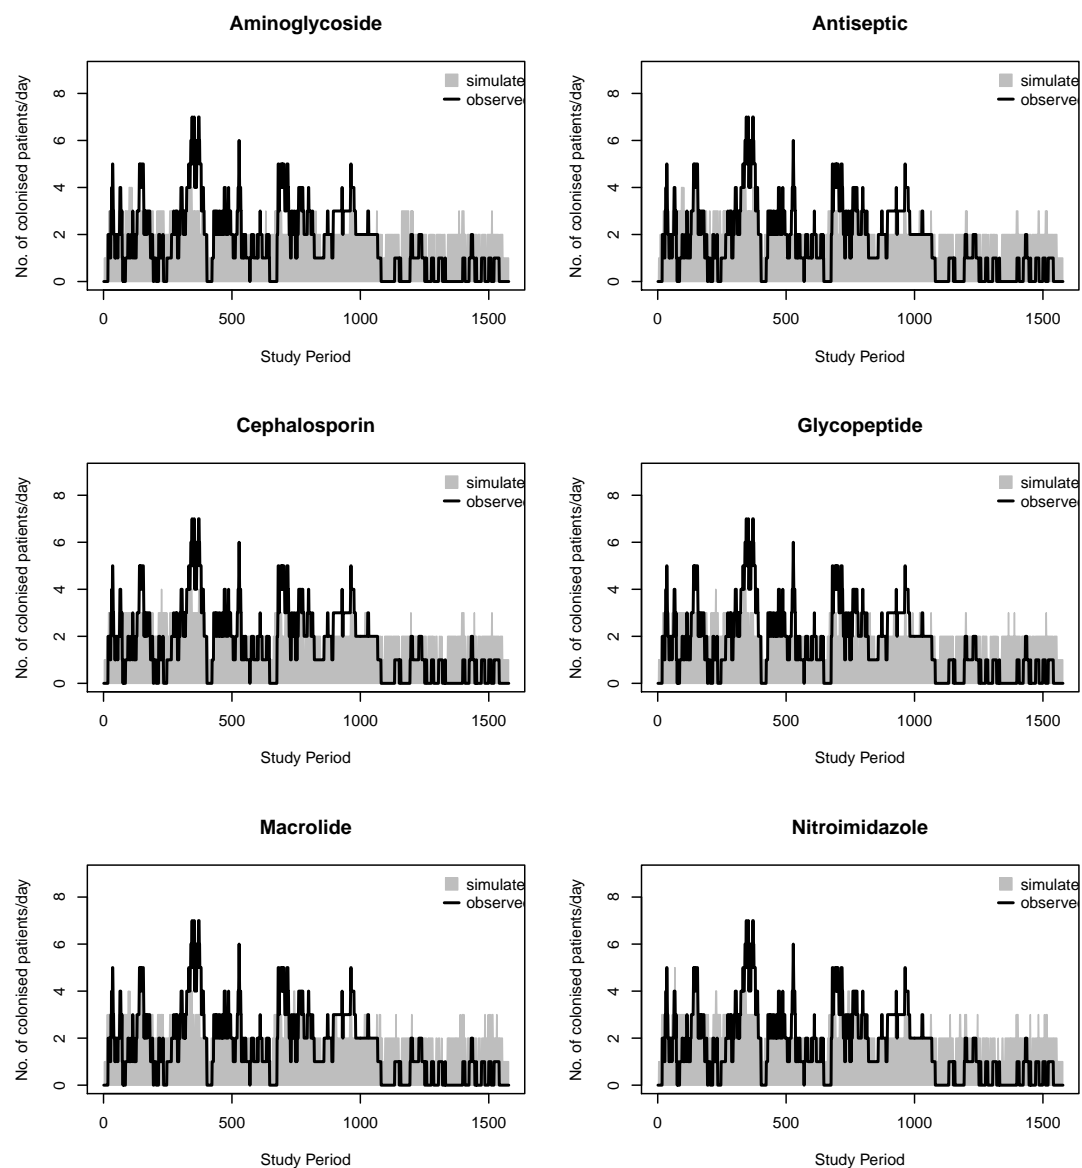 Aminoglycoside
No. of colonised patients/day
8
6
4
2
0
simulate
observe
0 500 1000 1500
Study Period
Antiseptic
No. of colonised patients/day
8
6
4
2
0
simulate
observe
0 500 1000 1500
Study Period
Cephalosporin
No. of colonised patients/day
8
6
4
2
0
simulate
observe
0 500 1000 1500
Study Period
Glycopeptide
No. of colonised patients/day
8
6
4
2
0
simulate
observe
0 500 1000 1500
Study Period
Macrolide
No. of colonised patients/day
8
6
4
2
0
simulate
observe
0 500 1000 1500
Study Period
Nitroimidazole
No. of colonised patients/day
8
6
4
2
0
simulate
observe
0 500 1000 1500
Study Period